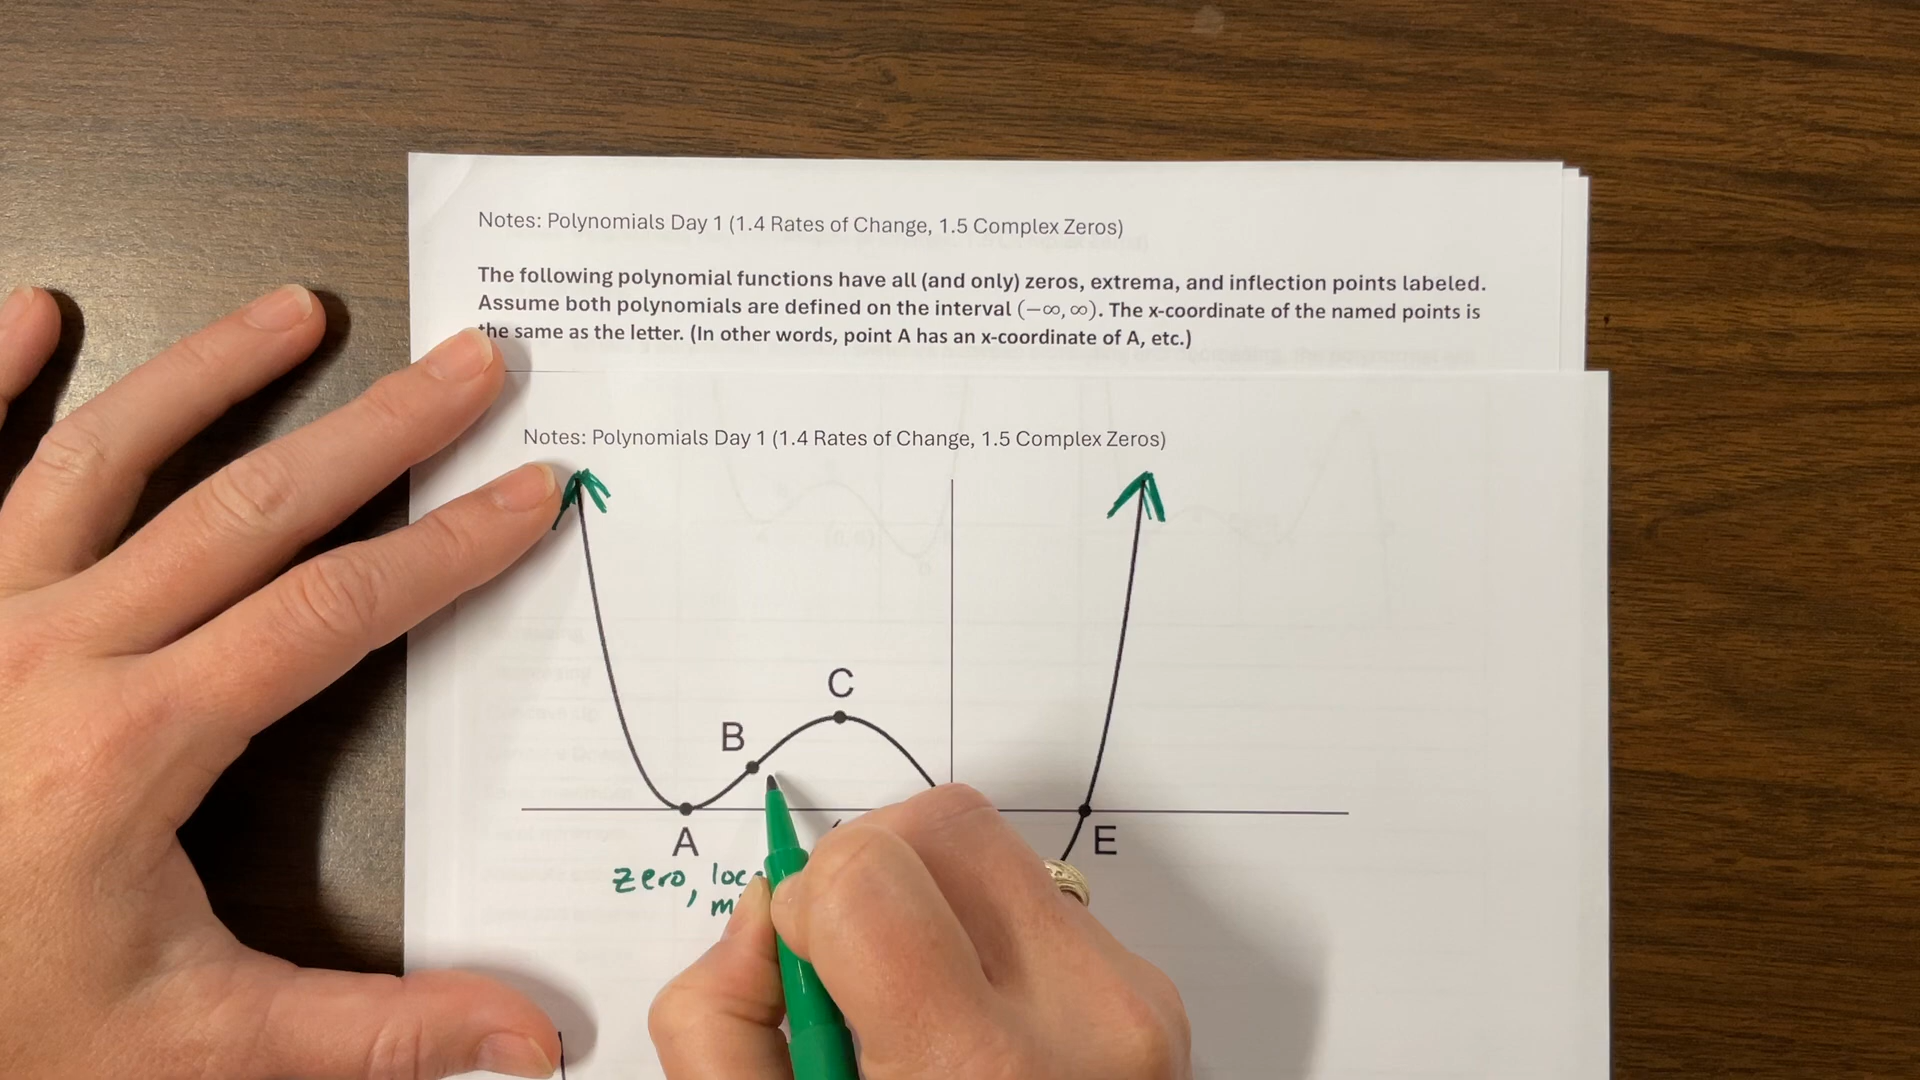 Notes: Polynomials Day 1 (1.4 Rates of Change, 1.5 Complex Zeros)
The following polynomial functions have all (and only) zeros, extrema, and inflection points labeled.
Assume both polynomials are defined on the interval (−∞, ∞). The x-coordinate of the named points is
the same as the letter. (In other words, point A has an x-coordinate of A, etc.)
Notes: Polynomials Day 1 (1.4 Rates of Change, 1.5 Complex Zeros)
C
B
A
E
zero,